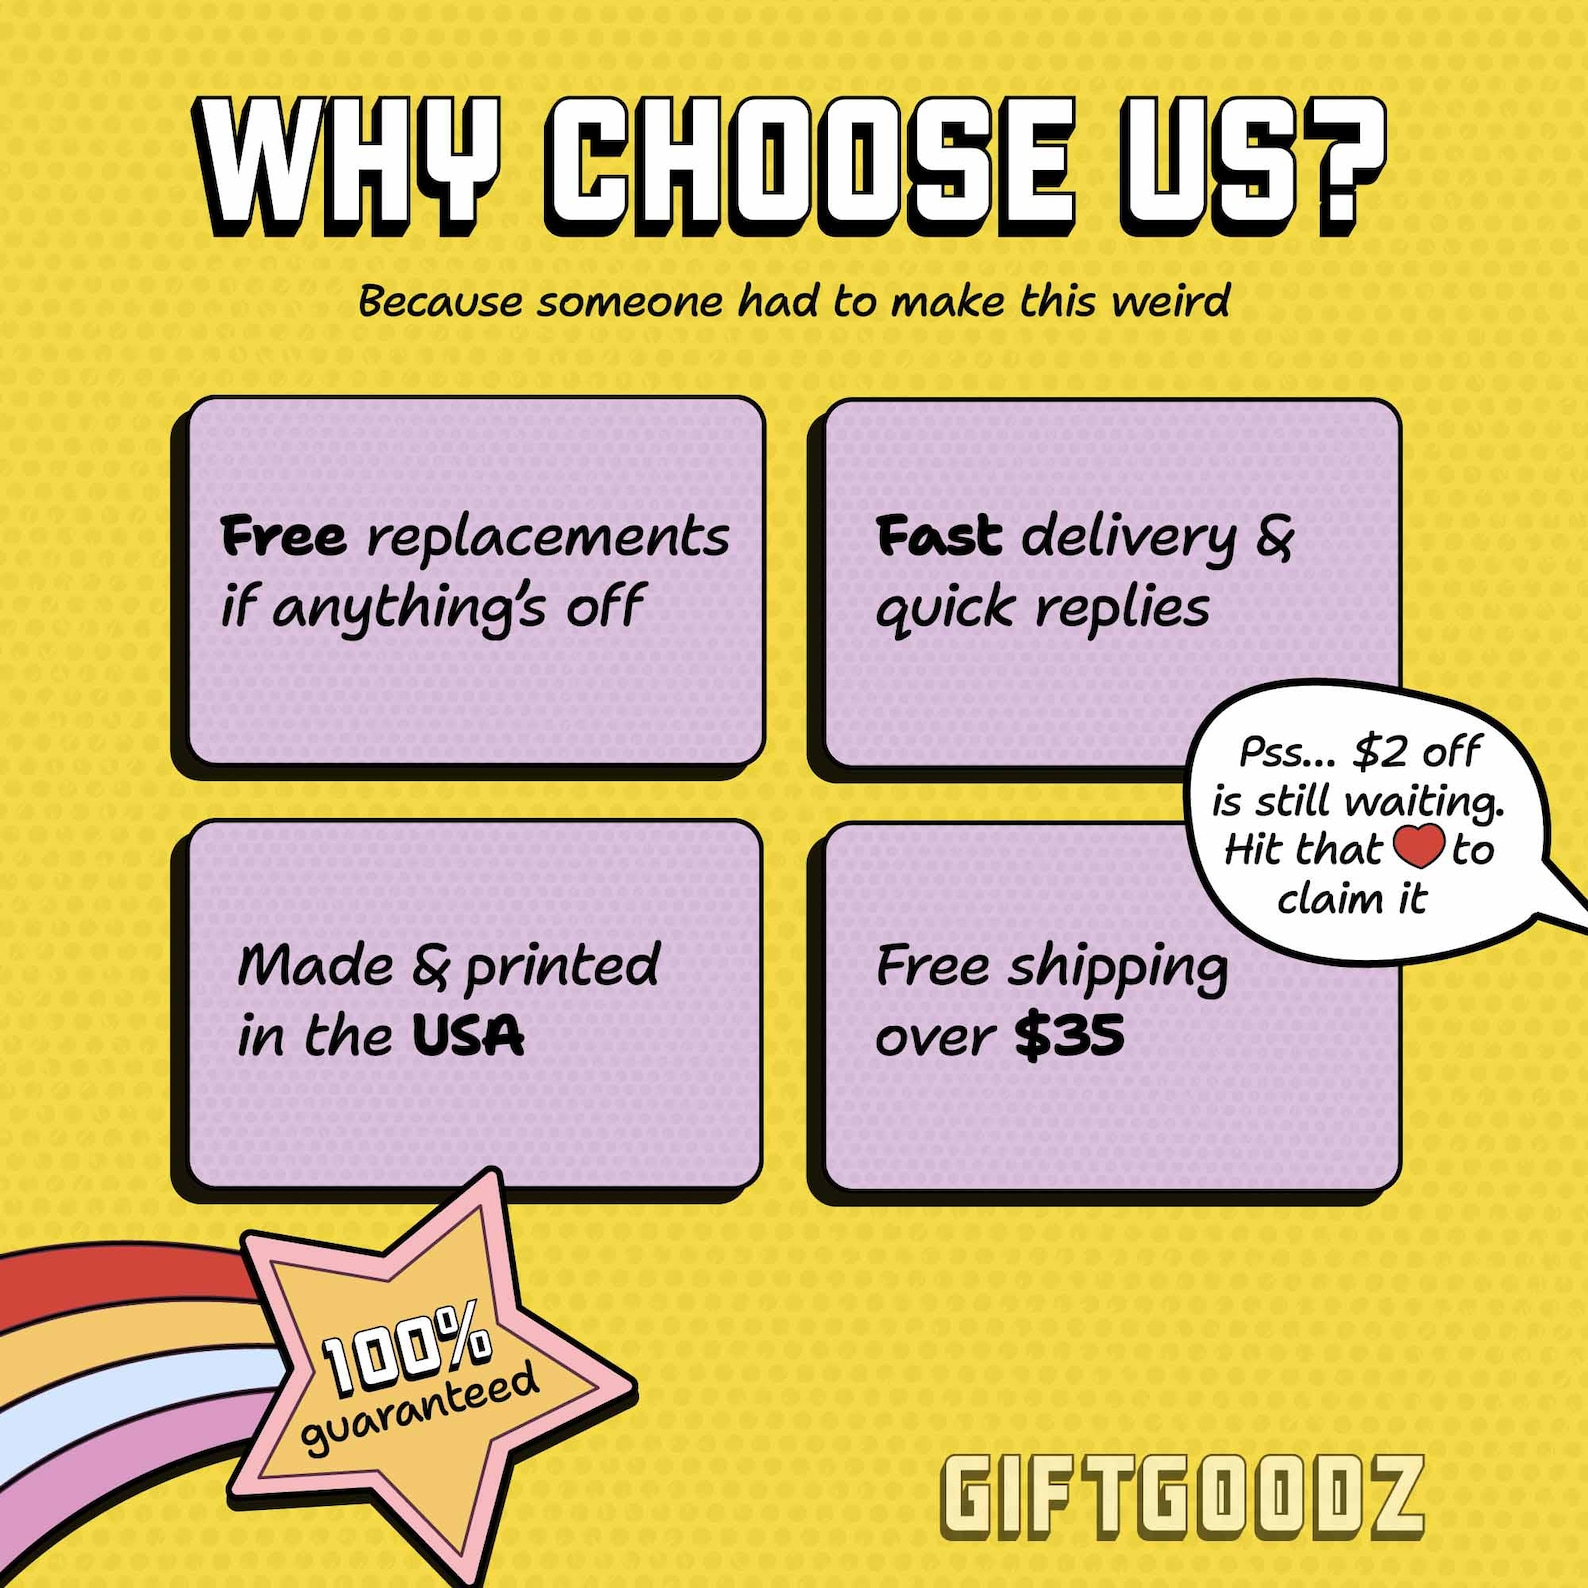 WHY CHOOSE US?
Because someone had to make this weird
Free replacements
if anything's off
Fast delivery &
quick replies
Pss... $2 off
is still waiting.
Hit that ❤ to
claim it
Made & printed
in the USA
Free shipping
over $35
100%
guaranteed
GIFTGOODZ